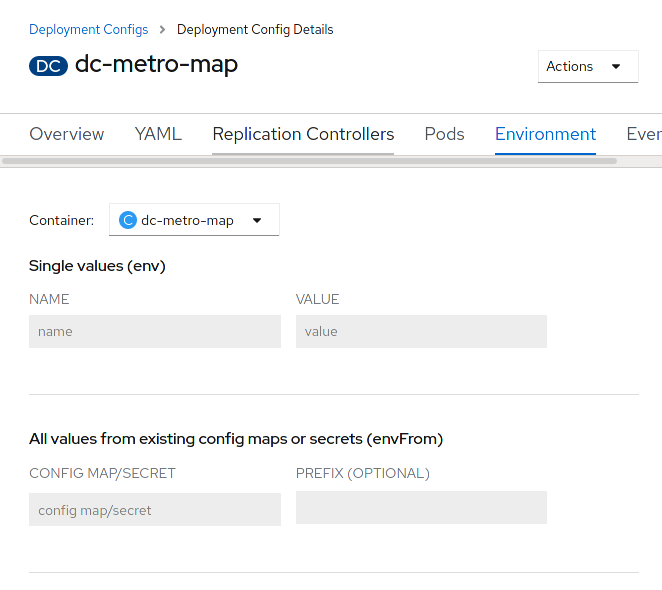 Deployment Configs > Deployment Config Details
DC dc-metro-map
Actions
Overview YAML Replication Controllers Pods Environment Ever
Container: C dc-metro-map
Single values (env)
NAME VALUE
name value
All values from existing config maps or secrets (envFrom)
CONFIG MAP/SECRET PREFIX (OPTIONAL)
config map/secret